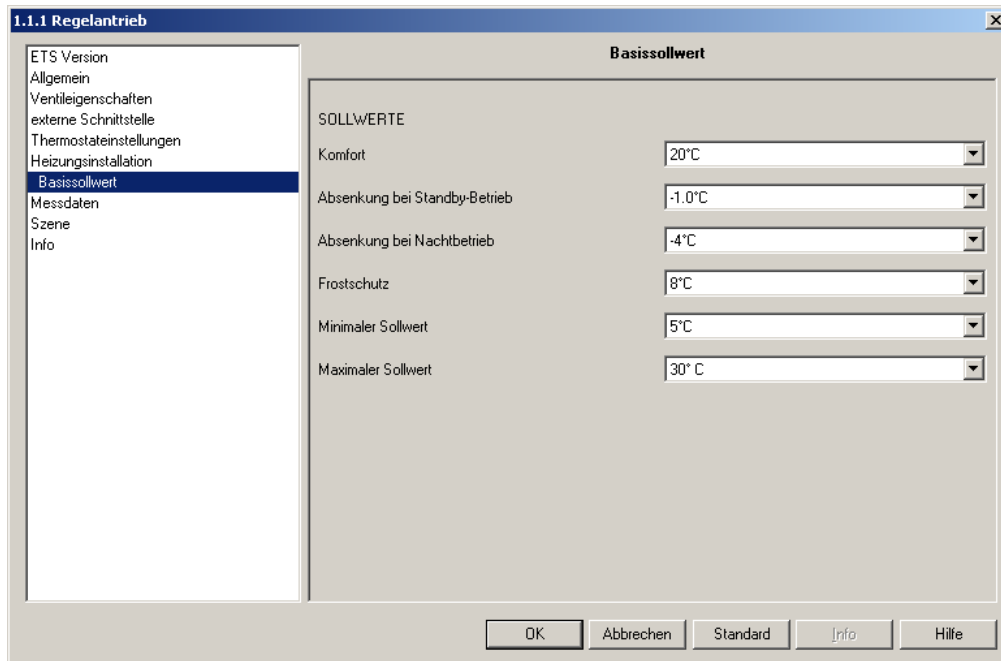 1.1.1 Regelantrieb
ETS Version
Allgemein
Ventileigenschaften
externe Schnittstelle
Thermostateinstellungen
Heizungsinstallation
Basissollwert
Messdaten
Szene
Info
Basissollwert
SOLLWERTE
Komfort 20°C
Absenkung bei Standby-Betrieb -1.0°C
Absenkung bei Nachtbetrieb -4°C
Frostschutz 8°C
Minimaler Sollwert 5°C
Maximaler Sollwert 30° C
OK Abbrechen Standard Info Hilfe